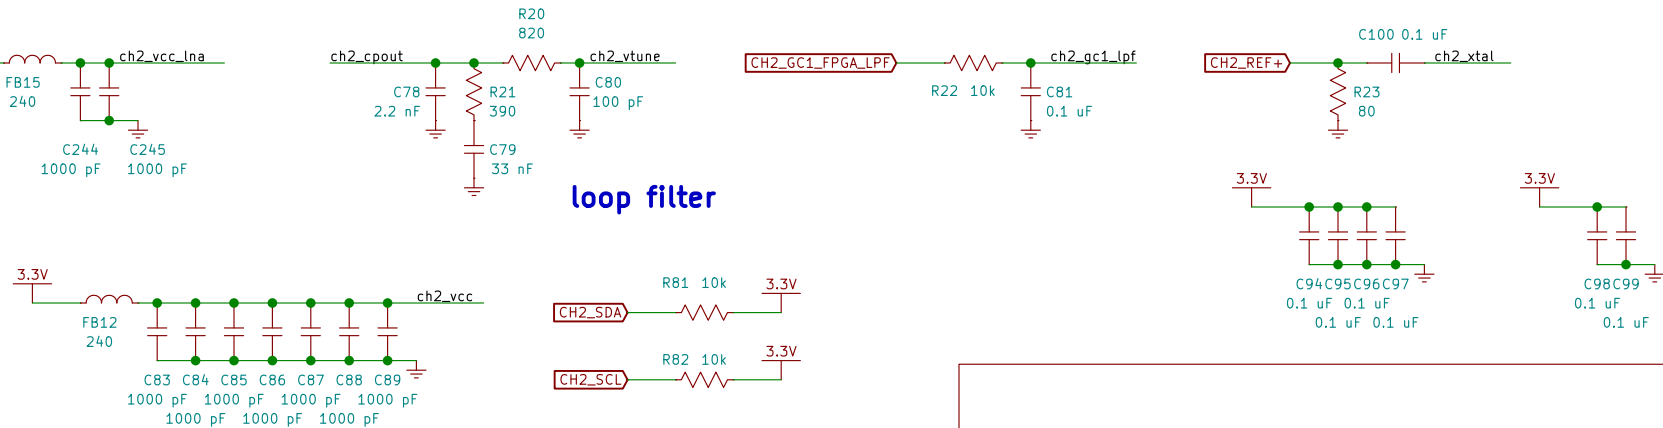 R20
820
ch2_vcc_lna
ch2_cpout
ch2_vtune
CH2_GC1_FPGA_LPF
ch2_gc1_lpf
CH2_REF+
C100 0.1 uF
ch2_xtal
FB15
240
C78
2.2 nF
R21
390
C80
100 pF
R22 10k
C81
0.1 uF
R23
80
C244
1000 pF
C245
1000 pF
C79
33 nF
loop filter
3.3V
3.3V
3.3V
FB12
240
ch2_vcc
C83 C84 C85 C86 C87 C88 C89
1000 pF 1000 pF 1000 pF 1000 pF
1000 pF 1000 pF 1000 pF
R81 10k
3.3V
CH2_SDA
R82 10k
3.3V
CH2_SCL
C94C95C96C97
0.1 uF 0.1 uF
0.1 uF 0.1 uF
C98C99
0.1 uF
0.1 uF